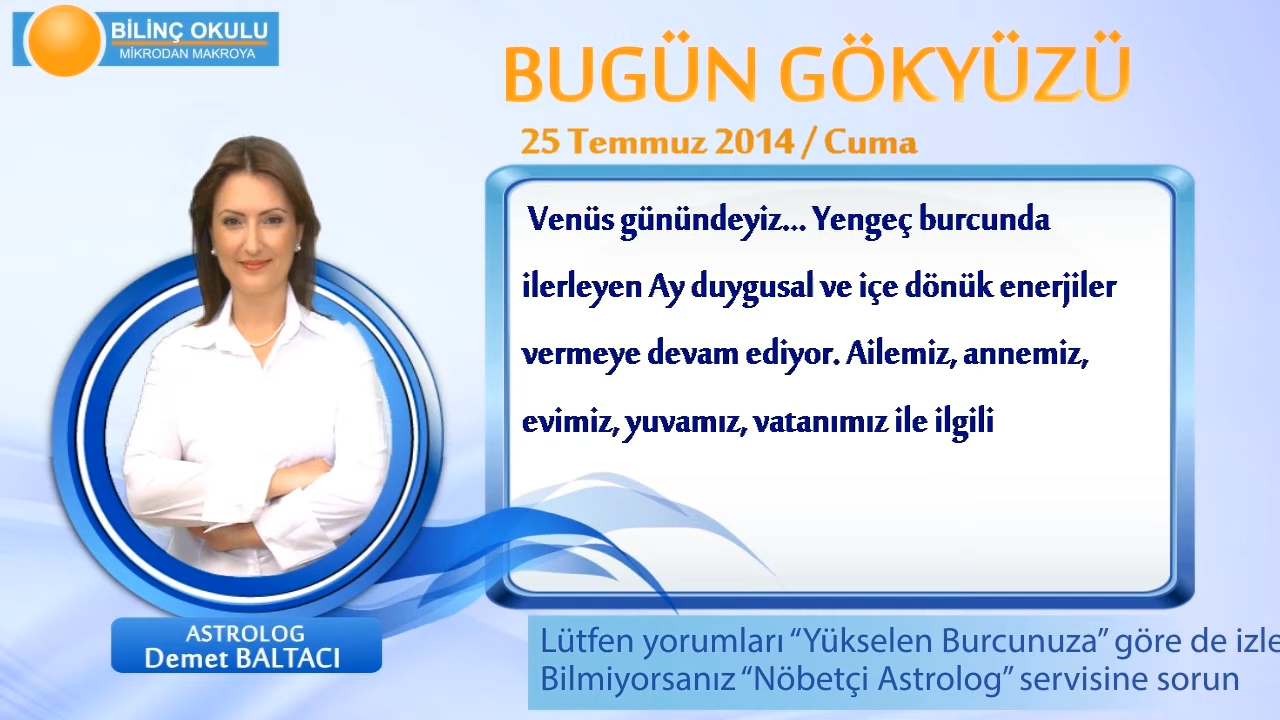 BİLİNÇ OKULU
MİKRODAN MAKROYA
BUGÜN GÖKYÜZÜ
25 Temmuz 2014 / Cuma
Venüs günündeyiz... Yengeç burcunda
ilerleyen Ay duygusal ve içe dönük enerjiler
vermeye devam ediyor. Ailemiz, annemiz,
evimiz, yuvamız, vatanımız ile ilgili
ASTROLOG
Demet BALTACI
Lütfen yorumları “Yükselen Burcunuza” göre de izle
Bilmiyorsanız “Nöbetçi Astrolog” servisine sorun